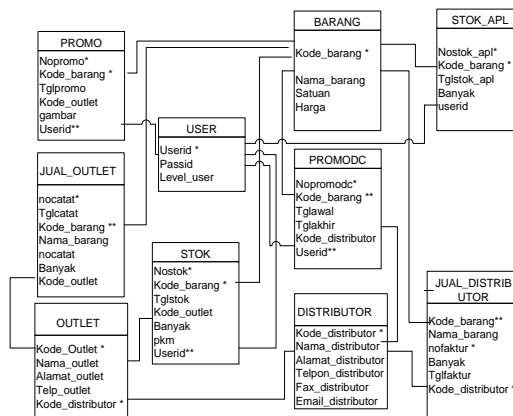 PROMO
Nopromo*
Kode_barang *
Tglpromo
Kode_outlet
gambar
Userid**
BARANG
Kode_barang *
Nama_barang
Satuan
Harga
STOK_APL
Nostok_apl*
Kode_barang *
Tglstok_apl
Banyak
userid
USER
Userid *
Passid
Level_user
JUAL_OUTLET
nocatat*
Tglcatat
Kode_barang **
Nama_barang
nocatat
Banyak
Kode_outlet
PROMODC
Nopromodc*
Kode_barang **
Tglawal
Tglakhir
Kode_distributor
Userid**
STOK
Nostok*
Kode_barang *
Tglstok
Kode_outlet
Banyak
pkm
Userid**
OUTLET
Kode_Outlet *
Nama_outlet
Alamat_outlet
Telp_outlet
Kode_distributor *
DISTRIBUTOR
Kode_distributor *
Nama_distributor
Alamat_distributor
Telpon_distributor
Fax_distributor
Email_distributor
JUAL_DISTRIB
UTOR
Kode_barang**
Nama_barang
nofaktur *
Banyak
Tglfaktur
Kode_distributor *